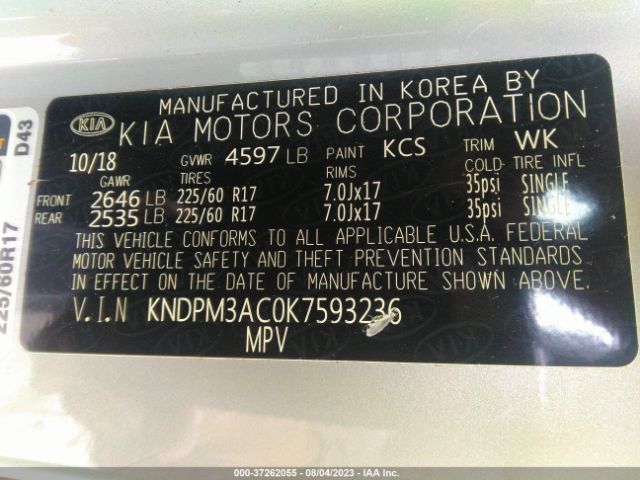 MANUFACTURED IN KOREA BY
KIA KIA MOTORS CORPORATION
10/18 GVWR 4597 LB PAINT KCS TRIM WK
GAWR TIRES RIMS COLD- TIRE INFL
FRONT 2646 LB 225/60 R17 7.0Jx17 35psi SINGLE
REAR 2535 LB 225/60 R17 7.0Jx17 35psi SINGLE
THIS VEHICLE CONFORMS TO ALL APPLICABLE U.S.A. FEDERAL
MOTOR VEHICLE SAFETY AND THEFT PREVENTION STANDARDS
IN EFFECT ON THE DATE OF MANUFACTURE SHOWN ABOVE.
V.I.N KNDPM3AC0K7593236
MPV
D43
225/60R17
000-37262055 - 08/04/2023 - IAA Inc.